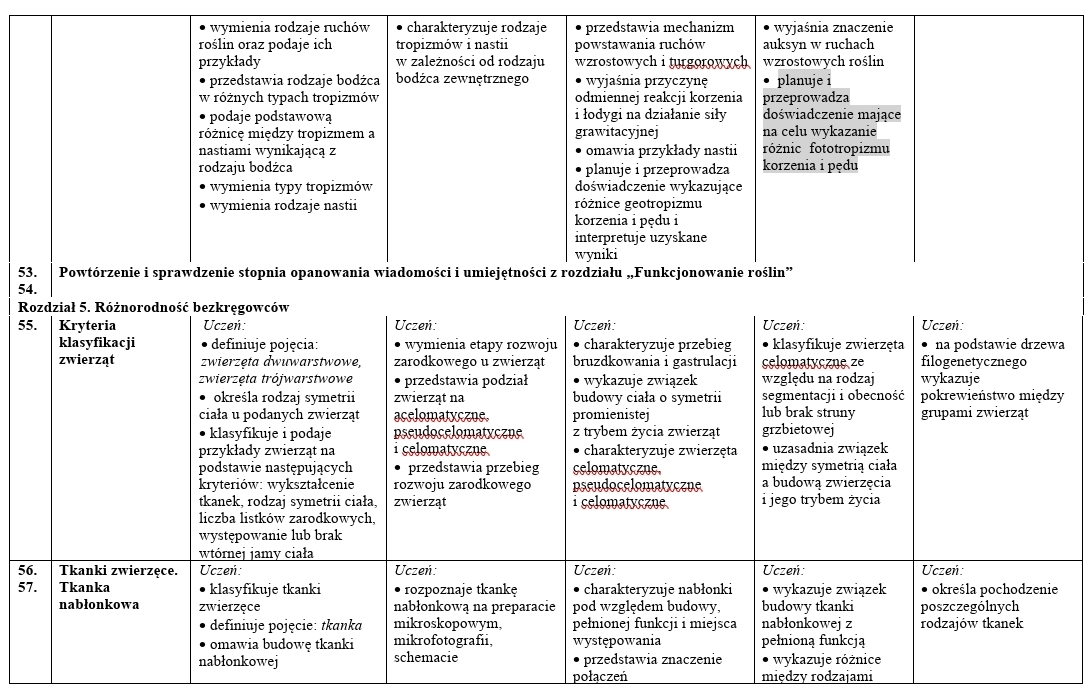 • wymienia rodzaje ruchów
roślin oraz podaje ich
przykłady
• przedstawia rodzaje bodźca
w różnych typach tropizmów
• podaje podstawową
różnicę między tropizmem a
nastiami wynikającą z
rodzaju bodźca
• wymienia typy tropizmów
• wymienia rodzaje nastii
• charakteryzuje rodzaje
tropizmów i nastii
w zależności od rodzaju
bodźca zewnętrznego
• przedstawia mechanizm
powstawania ruchów
wzrostowych i turgorowych
• wyjaśnia przyczynę
odmiennej reakcji korzenia
i łodygi na działanie siły
grawitacyjnej
• omawia przykłady nastii
• planuje i przeprowadza
doświadczenie wykazujące
różnice geotropizmu
korzenia i pędu i
interpretuje uzyskane
wyniki
• wyjaśnia znaczenie
auksyn w ruchach
wzrostowych roślin
• planuje i
przeprowadza
doświadczenie mające
na celu wykazanie
różnic fototropizmu
korzenia i pędu
53.
54.
Powtórzenie i sprawdzenie stopnia opanowania wiadomości i umiejętności z rozdziału „Funkcjonowanie roślin”
Rozdział 5. Różnorodność bezkręgowców
55.
Kryteria
klasyfikacji
zwierząt
Uczeń:
• definiuje pojęcia:
zwierzęta dwuwarstwowe,
zwierzęta trójwarstwowe
• określa rodzaj symetrii
ciała u podanych zwierząt
• klasyfikuje i podaje
przykłady zwierząt na
podstawie następujących
kryteriów: wykształcenie
tkanek, rodzaj symetrii ciała,
liczba listków zarodkowych,
występowanie lub brak
wtórnej jamy ciała
Uczeń:
• wymienia etapy rozwoju
zarodkowego u zwierząt
• przedstawia podział
zwierząt na
acelomatyczne,
pseudocelomatyczne
i celomatyczne
• przedstawia przebieg
rozwoju zarodkowego
zwierząt
Uczeń:
• charakteryzuje przebieg
bruzdkowania i gastrulacji
• wykazuje związek
budowy ciała o symetrii
promienistej
z trybem życia zwierząt
• charakteryzuje zwierzęta
celomatyczne,
pseudocelomatyczne
i celomatyczne
Uczeń:
• klasyfikuje zwierzęta
celomatyczne ze
względu na rodzaj
segmentacji i obecność
lub brak struny
grzbietowej
• uzasadnia związek
między symetrią ciała
a budową zwierzęcia
i jego trybem życia
Uczeń:
• na podstawie drzewa
filogenetycznego
wykazuje
pokrewieństwo między
grupami zwierząt
56.
57.
Tkanki zwierzęce.
Tkanka
nabłonkowa
Uczeń:
• klasyfikuje tkanki
zwierzęce
• definiuje pojęcie: tkanka
• omawia budowę tkanki
nabłonkowej
Uczeń:
• rozpoznaje tkankę
nabłonkową na preparacie
mikroskopowym,
mikrofotografii,
schemacie
Uczeń:
• charakteryzuje nabłonki
pod względem budowy,
pełnionej funkcji i miejsca
występowania
• przedstawia znaczenie
połączeń
Uczeń:
• wykazuje związek
budowy tkanki
nabłonkowej z
pełnioną funkcją
• wykazuje różnice
między rodzajami
Uczeń:
• określa pochodzenie
poszczególnych
rodzajów tkanek